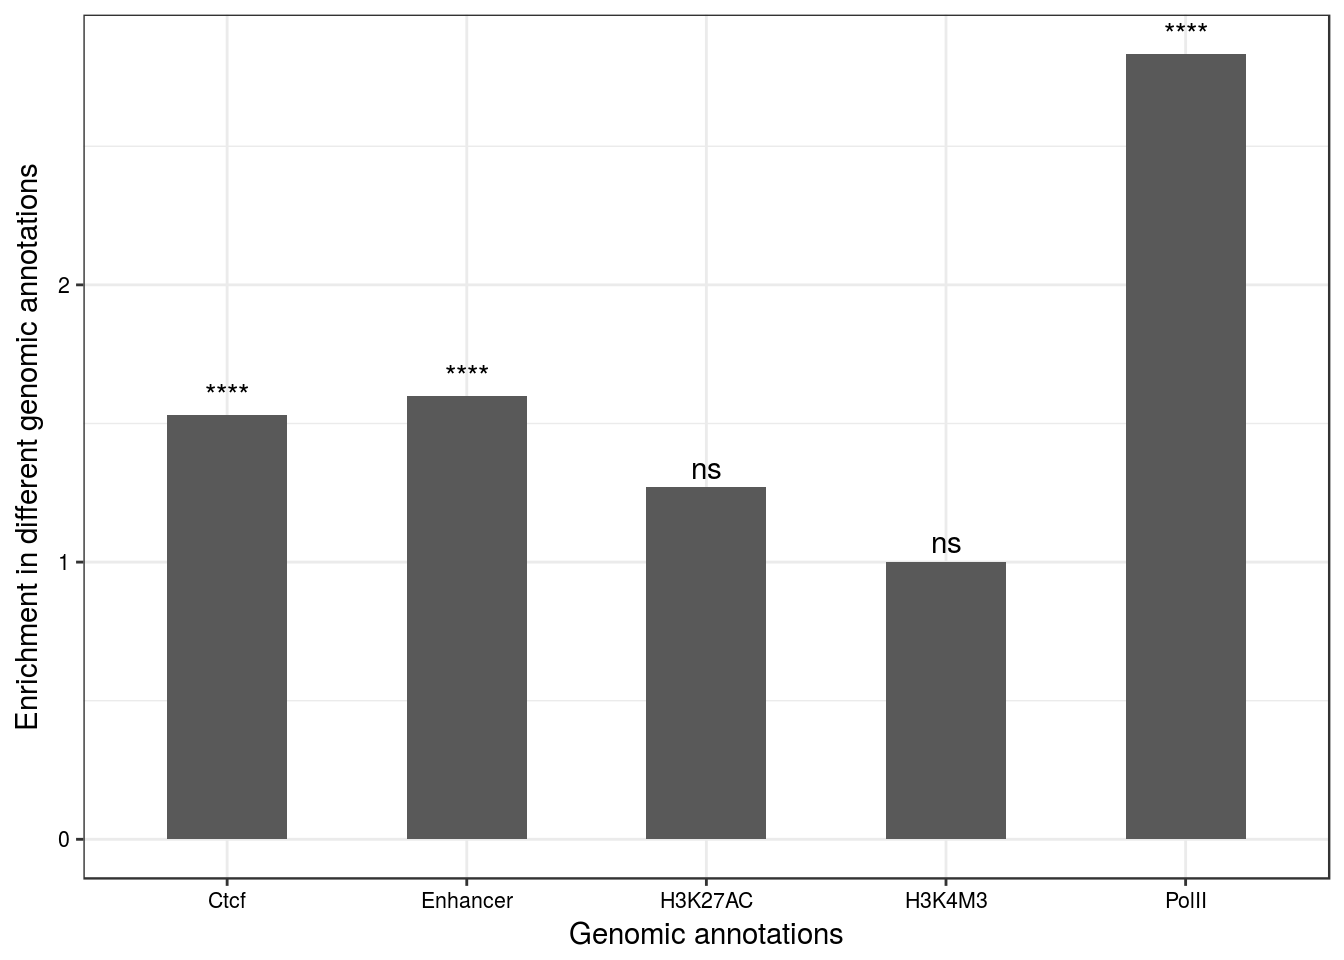 Enrichment in different genomic annotations
2
1
0
****
****
ns
ns
****
Ctcf
Enhancer
H3K27AC
H3K4M3
PolII
Genomic annotations